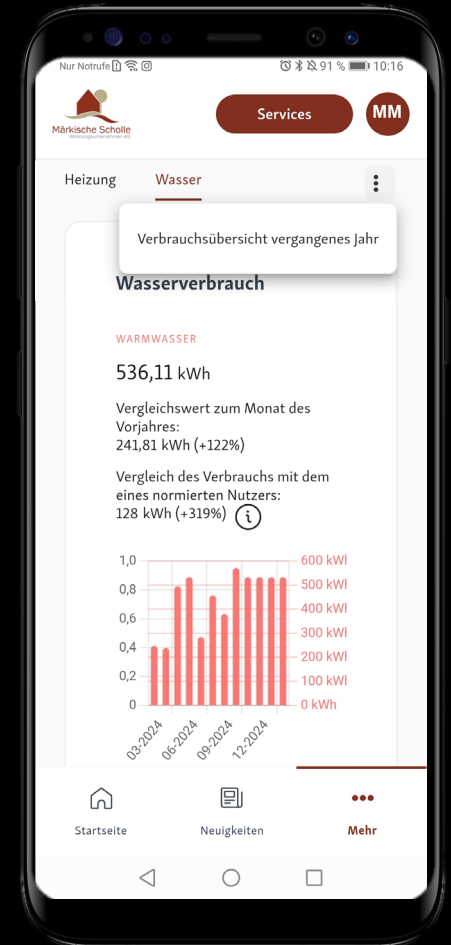 Nur Notrufe
91 % 10:16
Märkische Scholle
Wohnungsunternehmen eG
Services
MM
Heizung
Wasser
Verbrauchsübersicht vergangenes Jahr
Wasserverbrauch
WARMWASSER
536,11 kWh
Vergleichswert zum Monat des
Vorjahres:
241,81 kWh (+122%)
Vergleich des Verbrauchs mit dem
eines normierten Nutzers:
128 kWh (+319%) i
1,0
0,8
0,6
0,4
0,2
0
600 kWl
500 kWl
400 kWl
300 kWl
200 kWl
100 kWl
0 kWh
03-2024
06-2024
09-2024
12-2024
Startseite
Neuigkeiten
Mehr